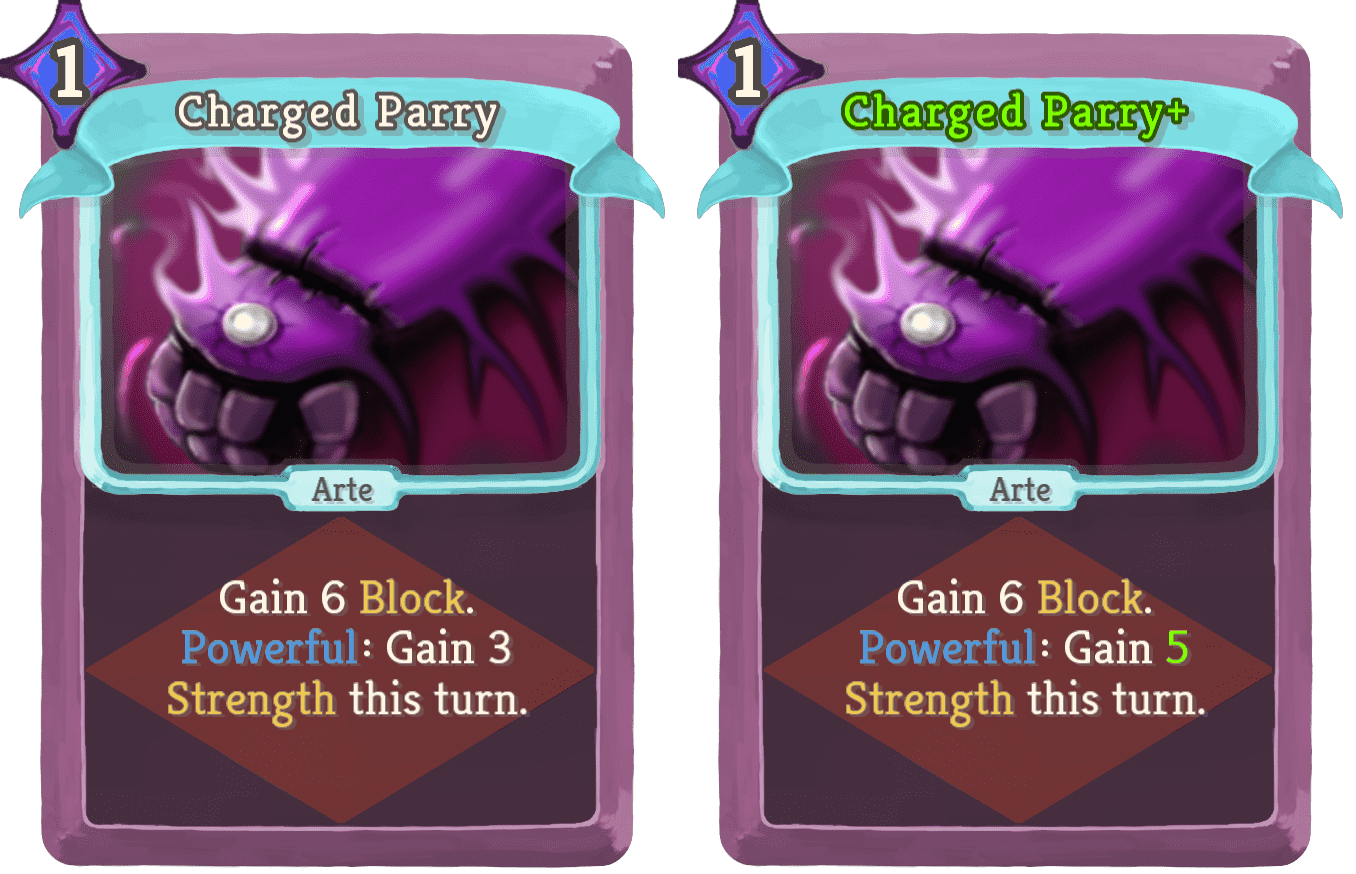 1
Charged Parry
Arte
Gain 6 Block.
Powerful: Gain 3
Strength this turn.
1
Charged Parry+
Arte
Gain 6 Block.
Powerful: Gain 5
Strength this turn.